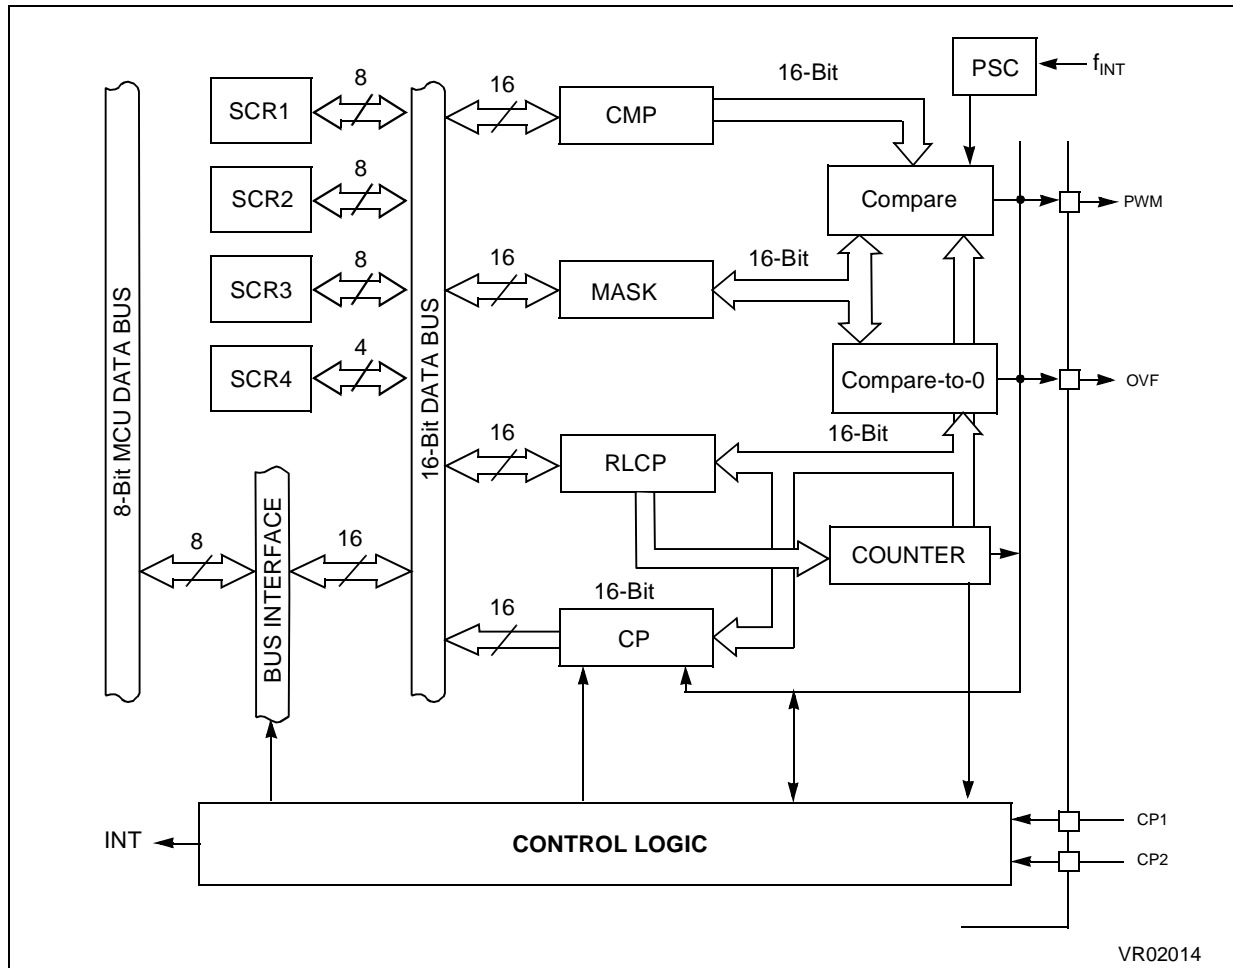 16-Bit
PSC
fINT
8
16
SCR1
CMP
8
SCR2
Compare
PWM
8
16
16-Bit
SCR3
MASK
4
SCR4
Compare-to-0
OVF
8-Bit MCU DATA BUS
16-Bit DATA BUS
16
16-Bit
RLCP
BUS INTERFACE
8
16
COUNTER
16
16-Bit
CP
CONTROL LOGIC
INT
CP1
CP2
VR02014